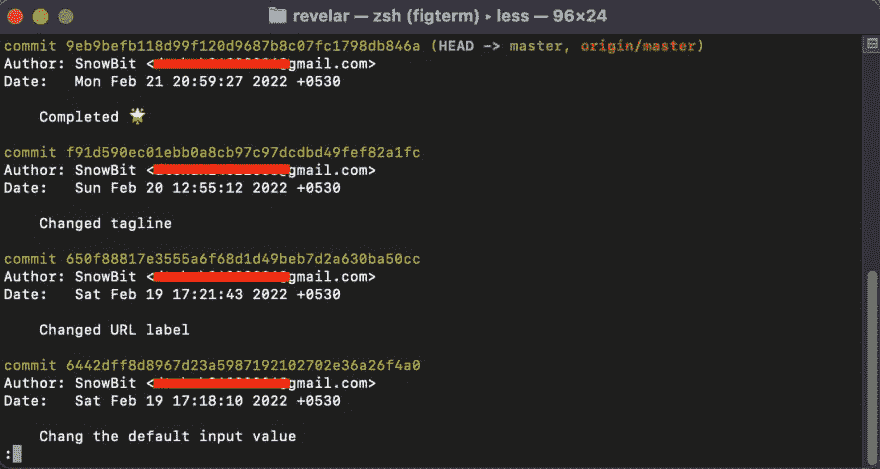 revelar — zsh (figterm) ▸ less — 96×24
commit 9eb9befb118d99f120d9687b8c07fc1798db846a (HEAD -> master, origin/master)
Author: SnowBit < @gmail.com>
Date:   Mon Feb 21 20:59:27 2022 +0530
Completed 🌟
commit f91d590ec01ebb0a8cb97c97dcdbd49fef82a1fc
Author: SnowBit < @gmail.com>
Date:   Sun Feb 20 12:55:12 2022 +0530
Changed tagline
commit 650f88817e3555a6f68d1d49beb7d2a630ba50cc
Author: SnowBit < @gmail.com>
Date:   Sat Feb 19 17:21:43 2022 +0530
Changed URL label
commit 6442dff8d8967d23a5987192102702e36a26f4a0
Author: SnowBit < @gmail.com>
Date:   Sat Feb 19 17:18:10 2022 +0530
Chang the default input value
: